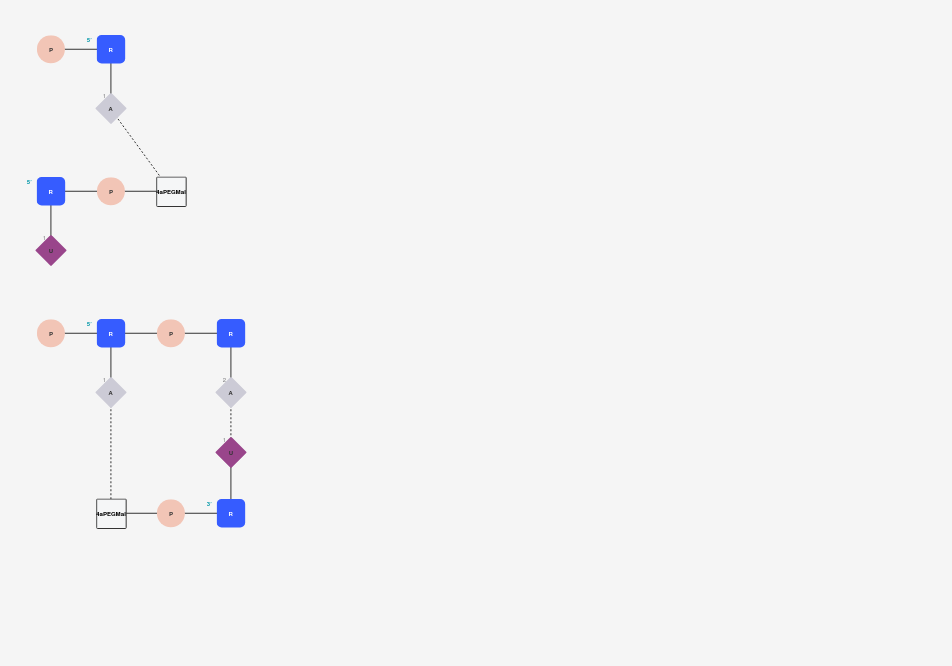 P 5' R
1
A
5' R P 4aPEGMal
1
U
P 5' R P R
1 2
A A
1
U
3'
4aPEGMal P R